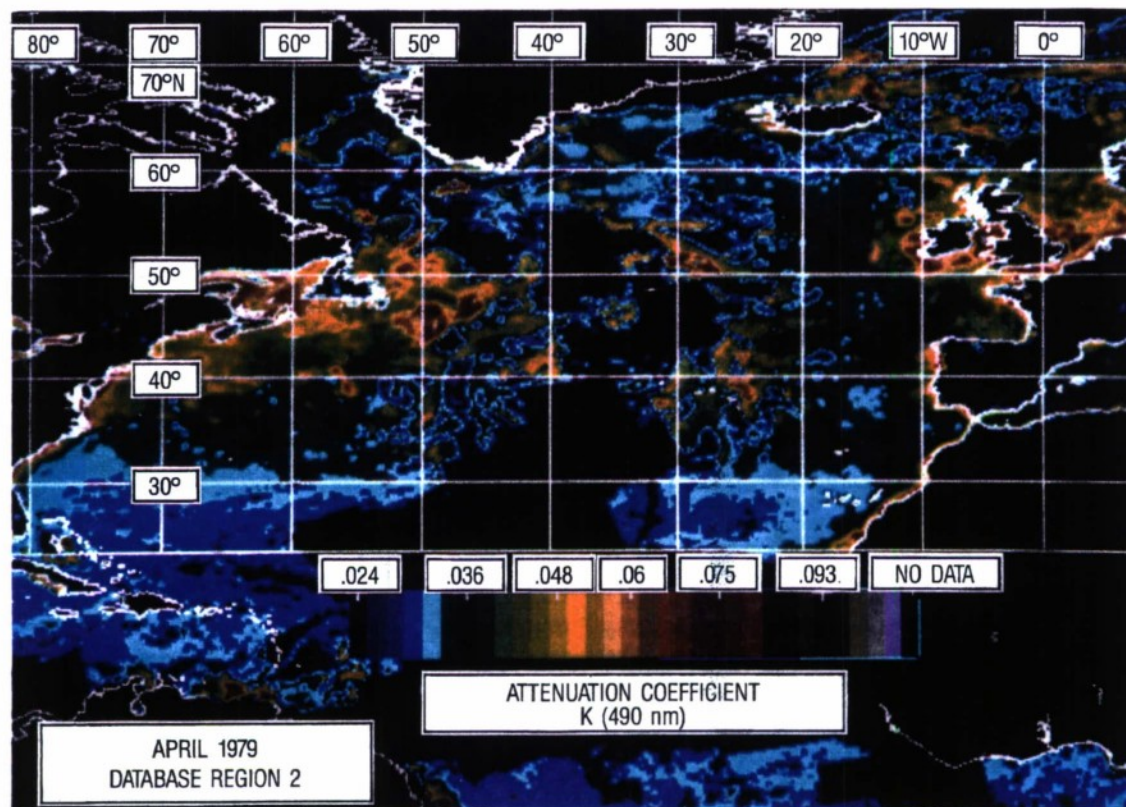 80° 70° 60° 50° 40° 30° 20° 10°W 0°
70°N
60°
50°
40°
30°
.024 .036 .048 .06 .075 .093. NO DATA
ATTENUATION COEFFICIENT
K (490 nm)
APRIL 1979
DATABASE REGION 2